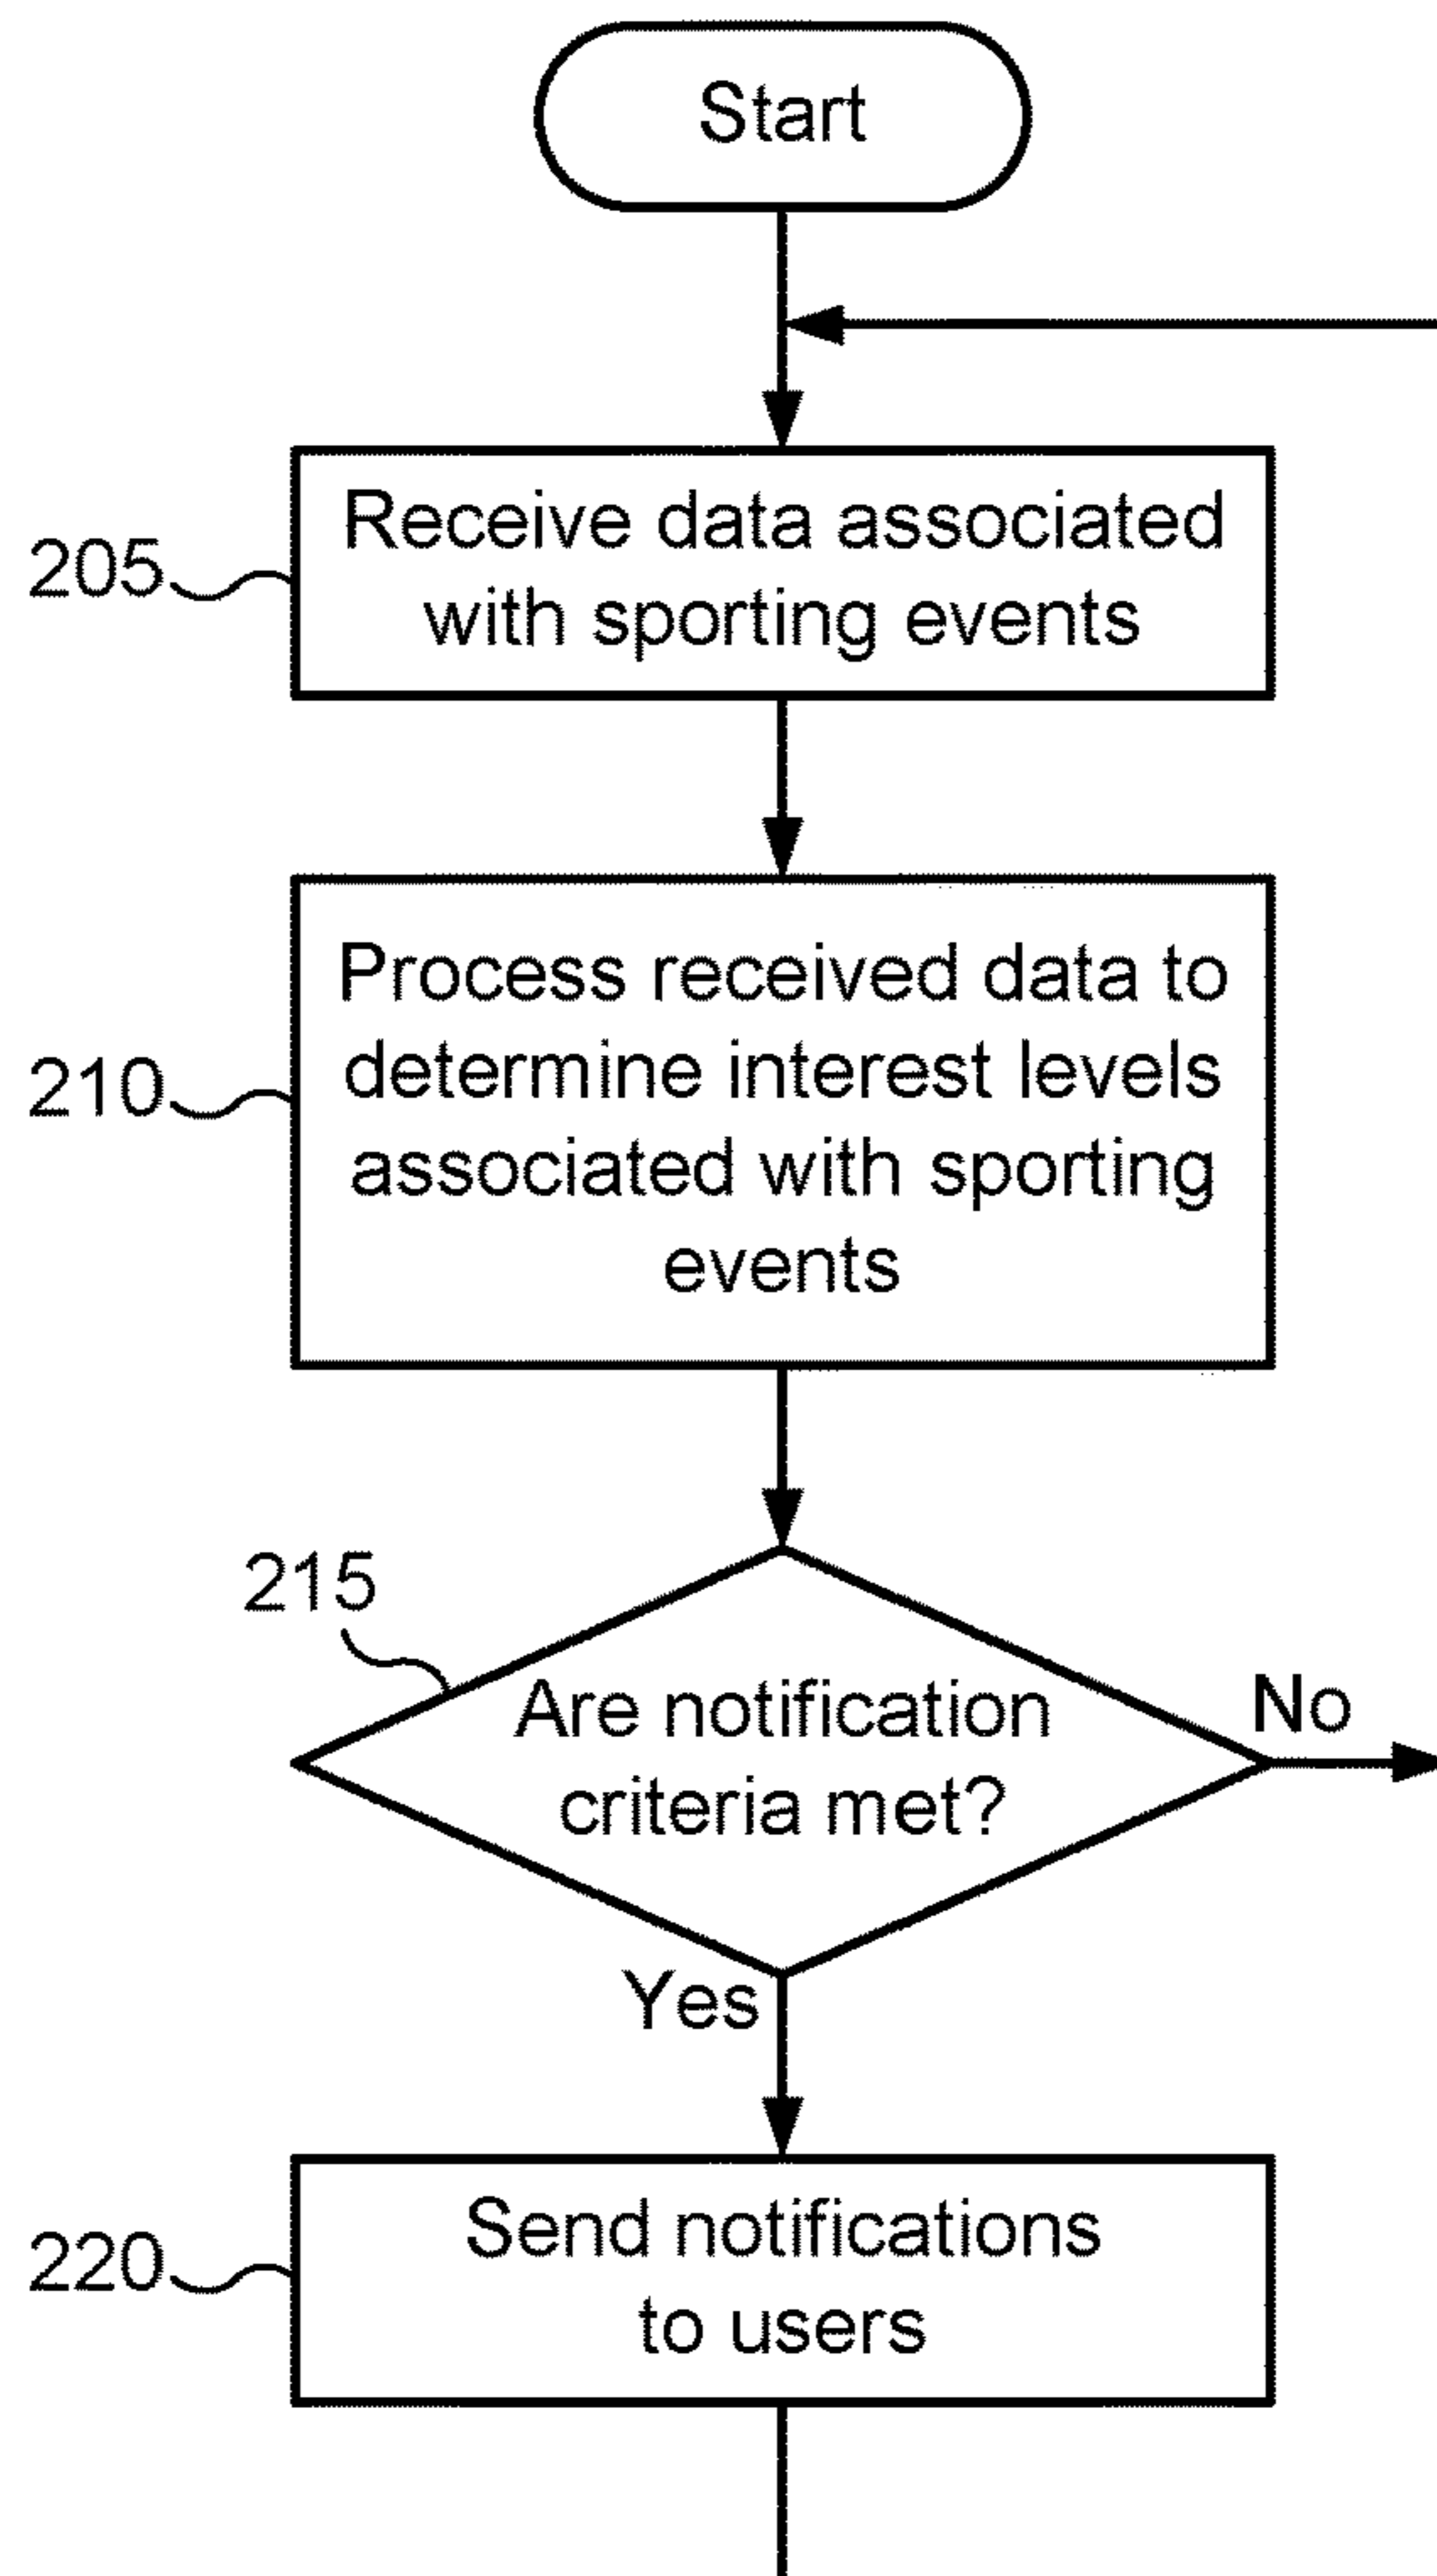 Start
205
Receive data associated
with sporting events
210
Process received data to
determine interest levels
associated with sporting
events
215
Are notification
criteria met?
No
Yes
220
Send notifications
to users